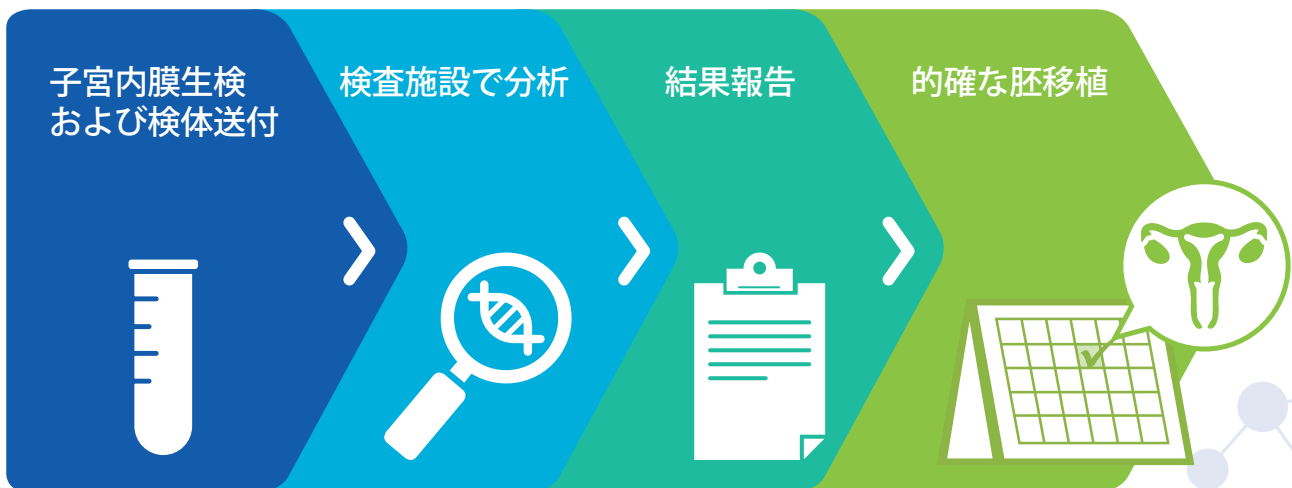 子宮内膜生検
および検体送付
検査施設で分析
結果報告
的確な胚移植